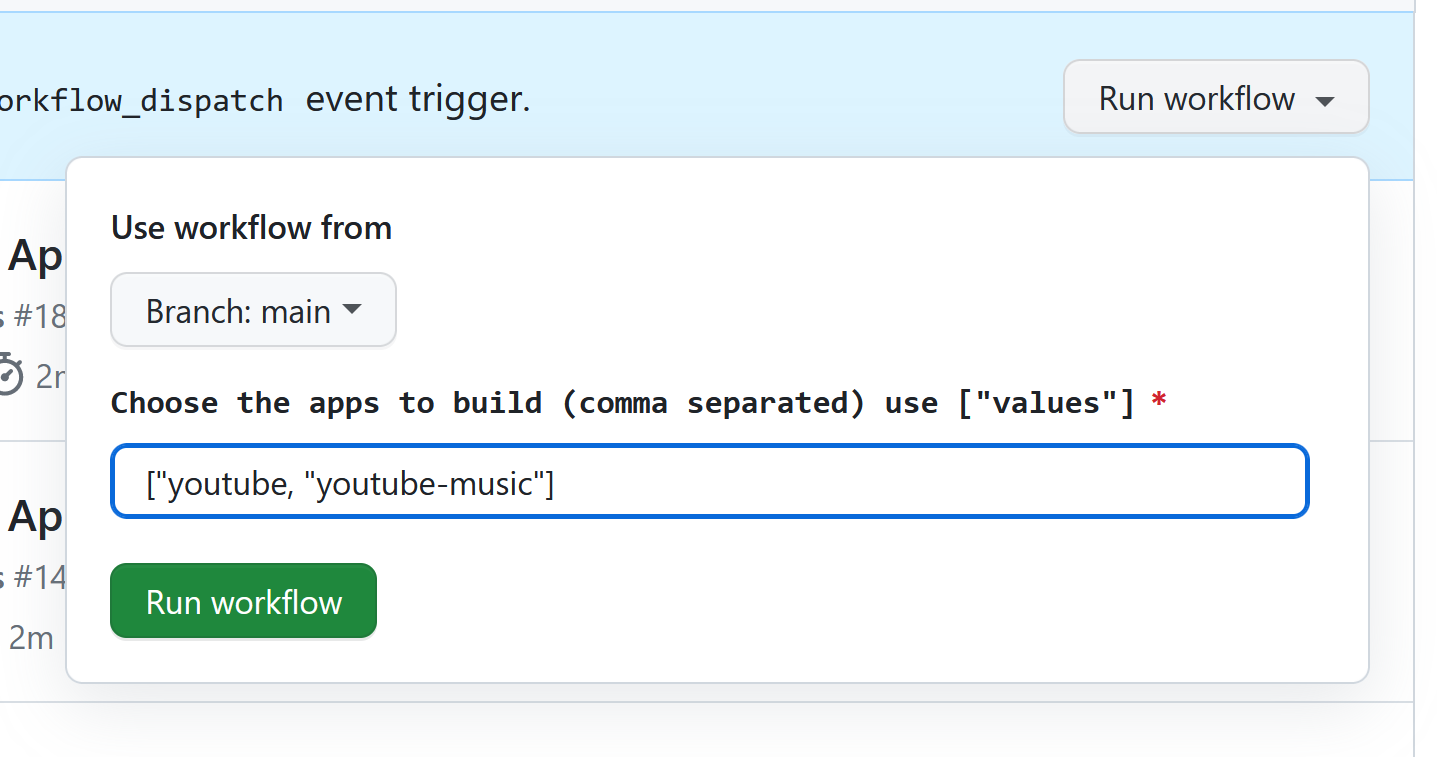 orkflow_dispatch event trigger.
Run workflow
Use workflow from
Ap
s #18
Branch: main
2m
Choose the apps to build (comma separated) use ["values"] *
["youtube, "youtube-music"]
Ap
s #14
Run workflow
2m